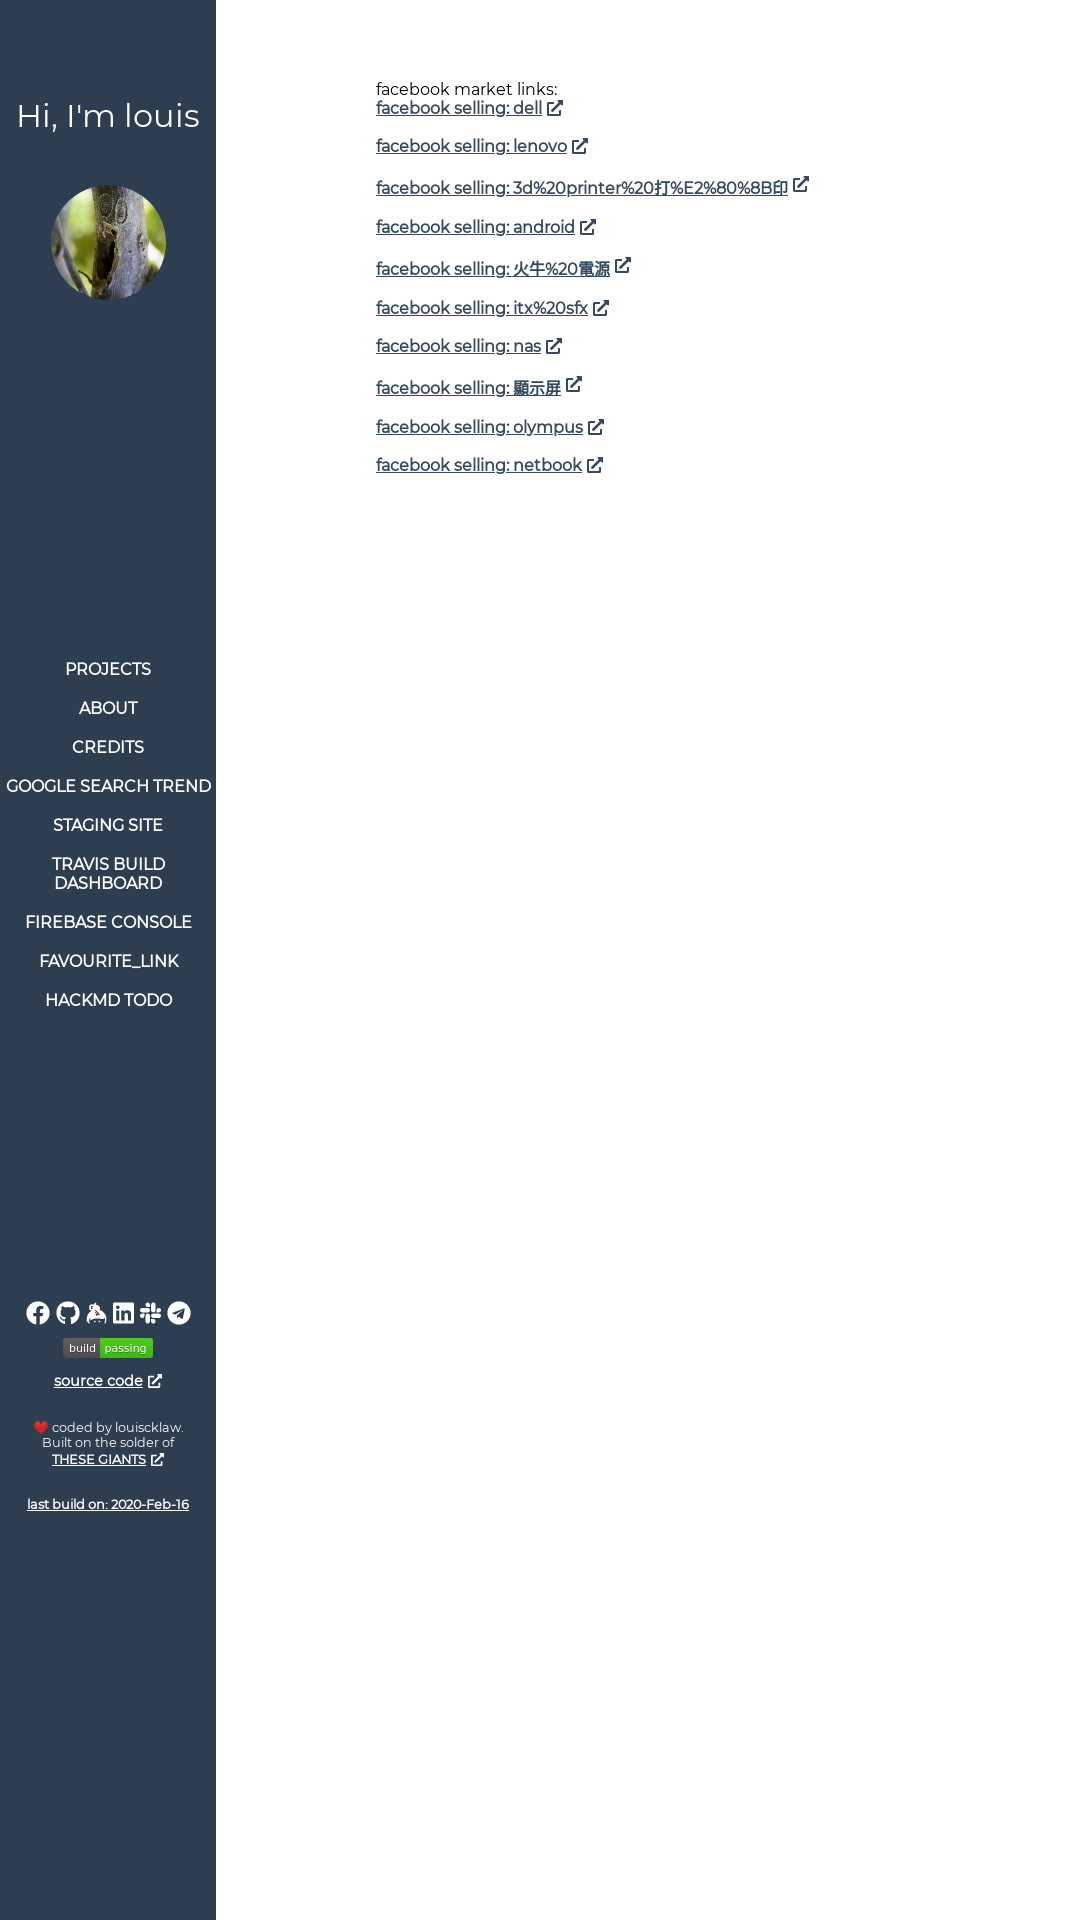 Hi, I'm louis
PROJECTS
ABOUT
CREDITS
GOOGLE SEARCH TREND
STAGING SITE
TRAVIS BUILD
DASHBOARD
FIREBASE CONSOLE
FAVOURITE_LINK
HACKMD TODO
build passing
source code
❤️ coded by louiscklaw.
Built on the solder of
THESE GIANTS
last build on: 2020-Feb-16
facebook market links:
facebook selling: dell
facebook selling: lenovo
facebook selling: 3d%20printer%20打%E2%80%8B印
facebook selling: android
facebook selling: 火牛%20電源
facebook selling: itx%20sfx
facebook selling: nas
facebook selling: 顯示屏
facebook selling: olympus
facebook selling: netbook